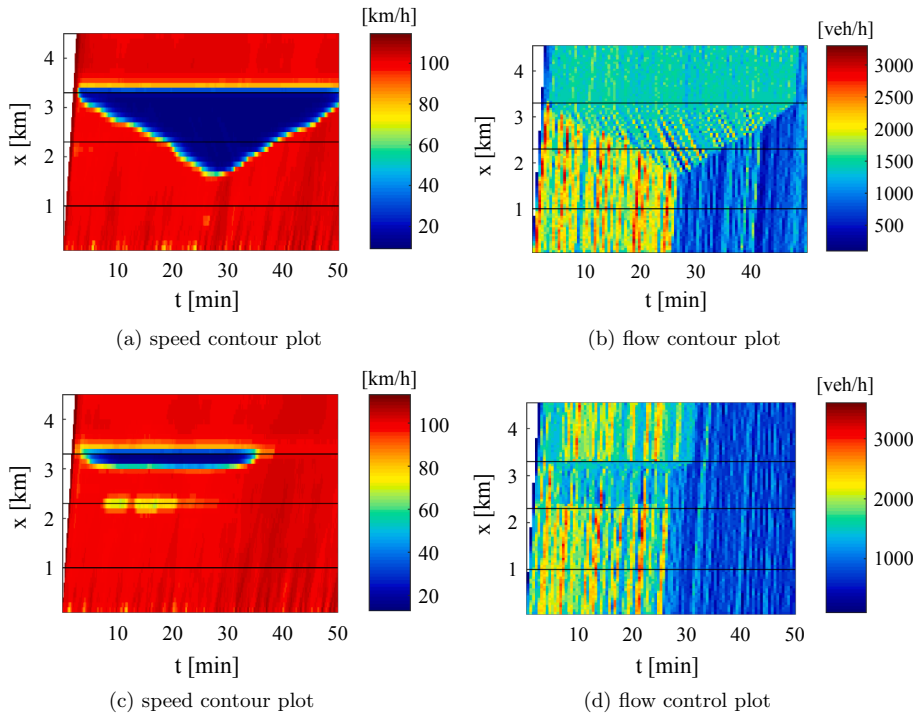 [km/h]
4
3
2
1
x [km]
10 20 30 40 50
t [min]
100
80
60
40
20
(a) speed contour plot
[veh/h]
4
3
2
1
x [km]
10 20 30 40
t [min]
3000
2500
2000
1500
1000
500
(b) flow contour plot
[km/h]
4
3
2
1
x [km]
10 20 30 40 50
t [min]
100
80
60
40
20
(c) speed contour plot
[veh/h]
4
3
2
1
x [km]
10 20 30 40 50
t [min]
3000
2000
1000
(d) flow control plot